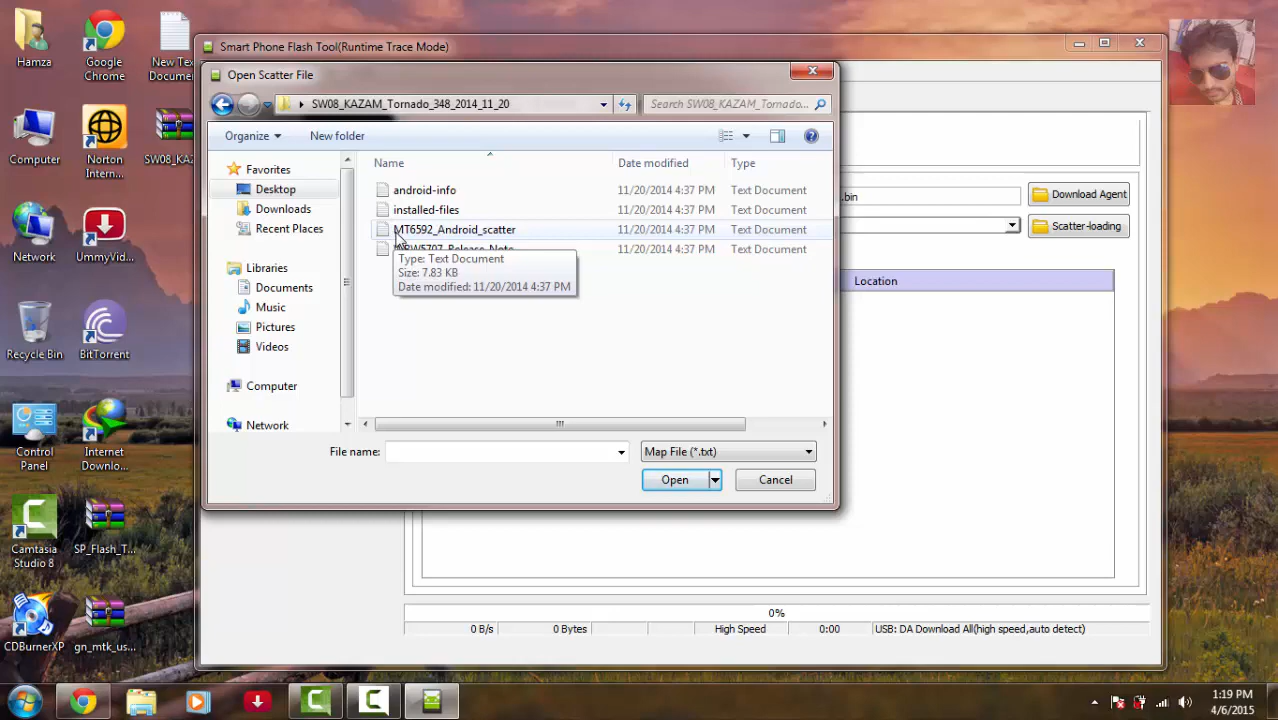 Hamza
Google
Chrome
New Text
Docume
Computer
Norton
Intern...
SW08_KAZ
Network
UmmyVid...
Recycle Bin
BitTorrent
Control
Panel
Internet
Downlo...
Camtasia
Studio 8
SP_Flash_T...
CDBurnerXP
gn_mtk_us...
Smart Phone Flash Tool(Runtime Trace Mode)
Open Scatter File
SW08_KAZAM_Tornado_348_2014_11_20
Search SW08_KAZAM_Tornado...
Organize
New folder
Favorites
Desktop
Downloads
Recent Places
Libraries
Documents
Music
Pictures
Videos
Computer
Network
Name Date modified Type
android-info 11/20/2014 4:37 PM Text Document
installed-files 11/20/2014 4:37 PM Text Document
MT6592_Android_scatter 11/20/2014 4:37 PM Text Document
11/20/2014 4:37 PM Text Document
Type: Text Document
Size: 7.83 KB
Date modified: 11/20/2014 4:37 PM
File name:
Map File (*.txt)
Open
Cancel
.bin
Download Agent
Scatter-loading
Location
0%
0 B/s 0 Bytes High Speed 0:00 USB: DA Download All(high speed,auto detect)
1:19 PM
4/6/2015